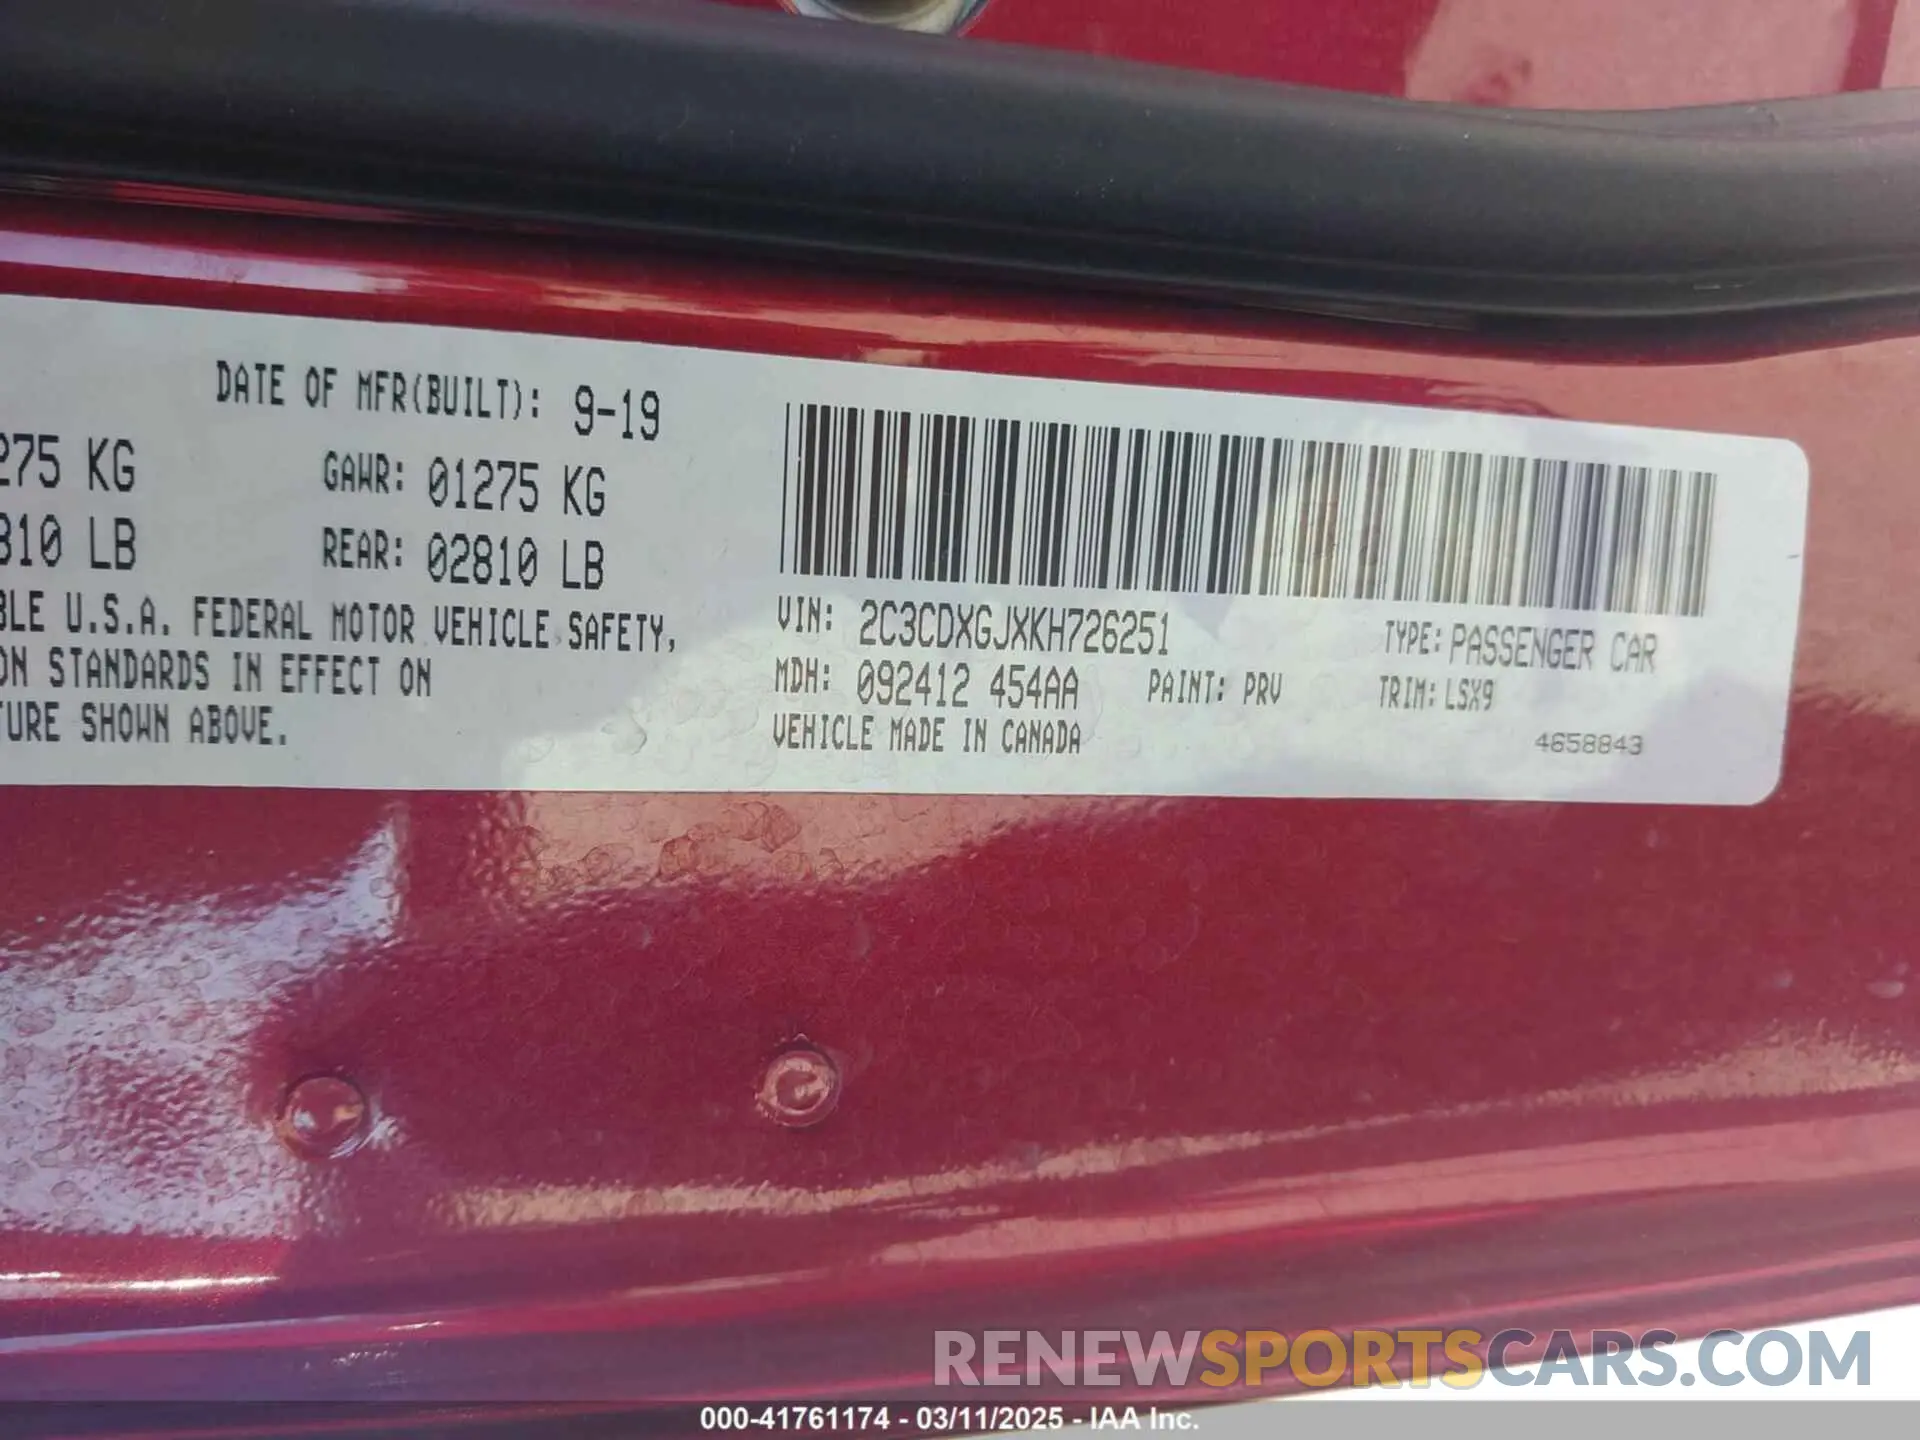 DATE OF MFR(BUILT): 9-19
275 KG GAWR: 01275 KG
810 LB REAR: 02810 LB
BLE U.S.A. FEDERAL MOTOR VEHICLE SAFETY,
ON STANDARDS IN EFFECT ON
TURE SHOWN ABOVE.
VIN: 2C3CDXGJXKH726251 TYPE: PASSENGER CAR
MDH: 092412 454AA PAINT: PRV TRIM: LSX9
VEHICLE MADE IN CANADA 4658843
RENEWSPORTSCARS.COM
000-41761174 - 03/11/2025 - IAA Inc.